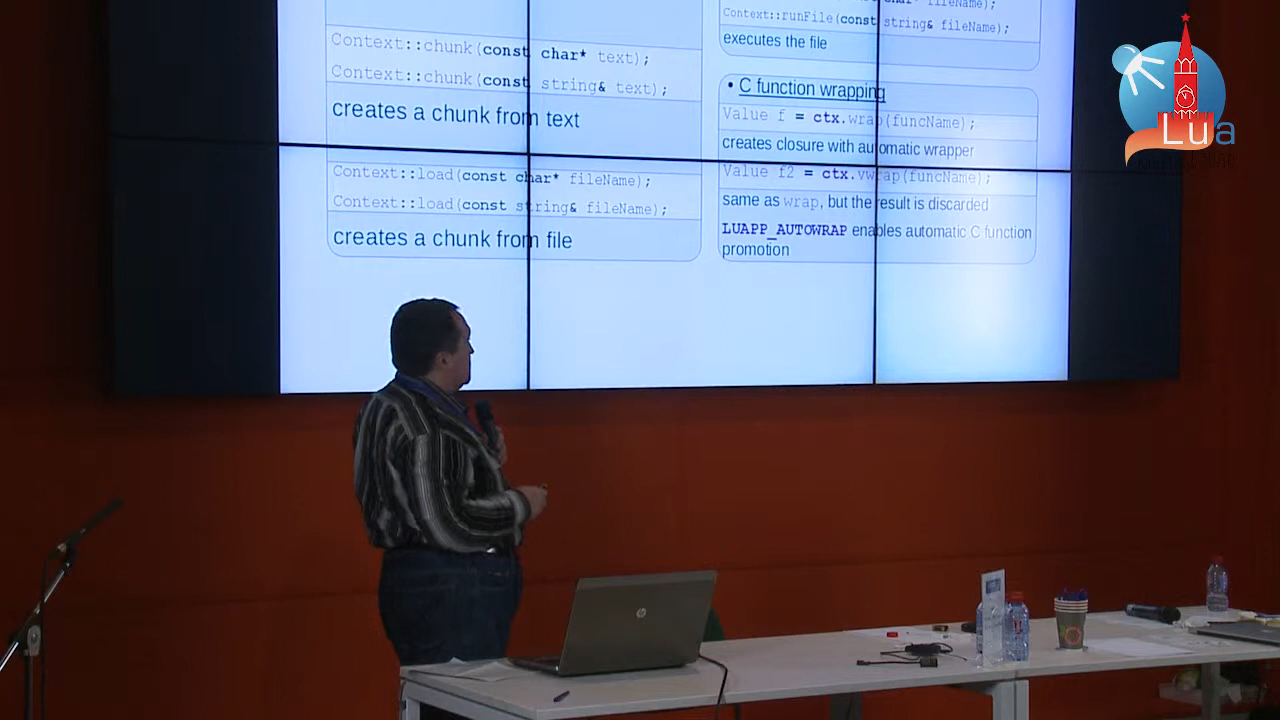 Context::chunk(const char* text);
Context::chunk(const string& text);
creates a chunk from text
Context::load(const char* fileName);
Context::load(const string& fileName);
creates a chunk from file
char* fileName);
Context::runFile(const string& fileName);
executes the file
• C function wrapping
Value f = ctx.wrap(funcName);
creates closure with automatic wrapper
Value f2 = ctx.vwrap(funcName);
same as wrap, but the result is discarded
LUAPP_AUTOWRAP enables automatic C function
promotion
Lua
hp